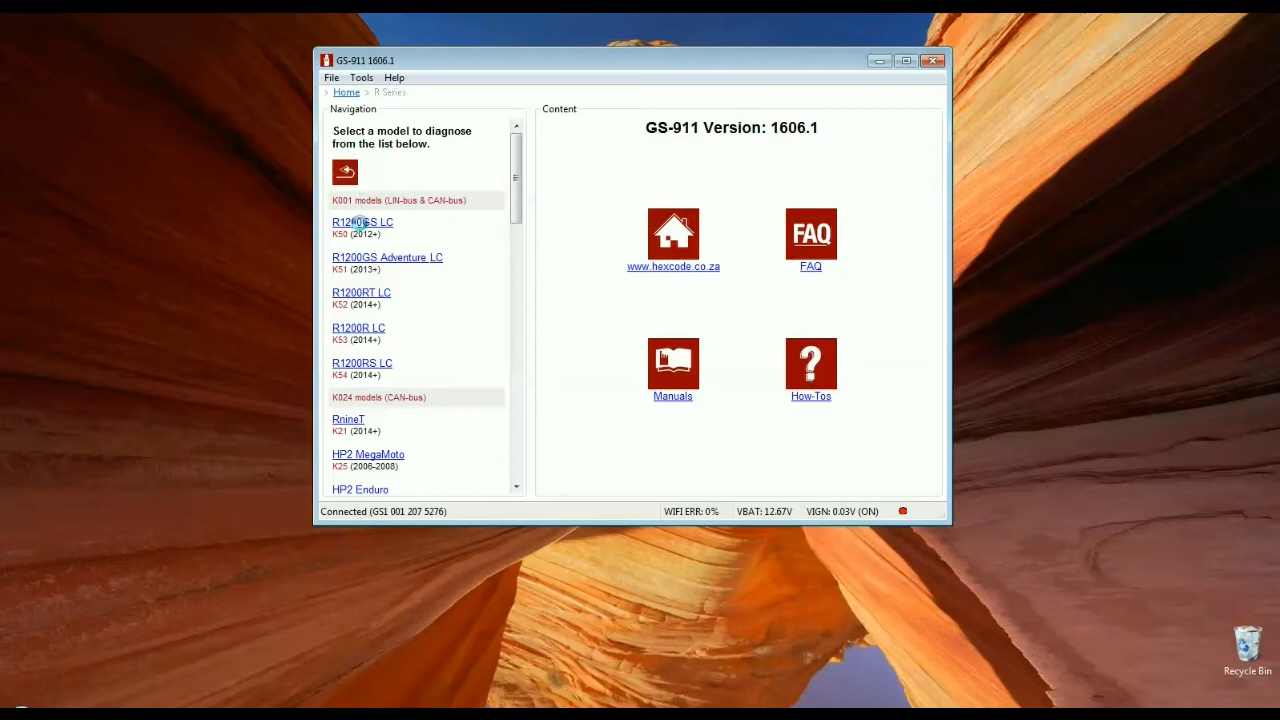 GS-911 1606.1
File Tools Help
> Home > R Series
Navigation
Select a model to diagnose
from the list below.
K001 models (LIN-bus & CAN-bus)
R1200GS LC
K50 (2012+)
R1200GS Adventure LC
K51 (2013+)
R1200RT LC
K52 (2014+)
R1200R LC
K53 (2014+)
R1200RS LC
K54 (2014+)
K024 models (CAN-bus)
RnineT
K21 (2014+)
HP2 MegaMoto
K25 (2006-2008)
HP2 Enduro
Content
GS-911 Version: 1606.1
www.hexcode.co.za
FAQ
FAQ
Manuals
?
How-Tos
Connected (GS1 001 207 5276)
WIFI ERR: 0% VBAT: 12.67V VIGN: 0.03V (ON)
Recycle Bin